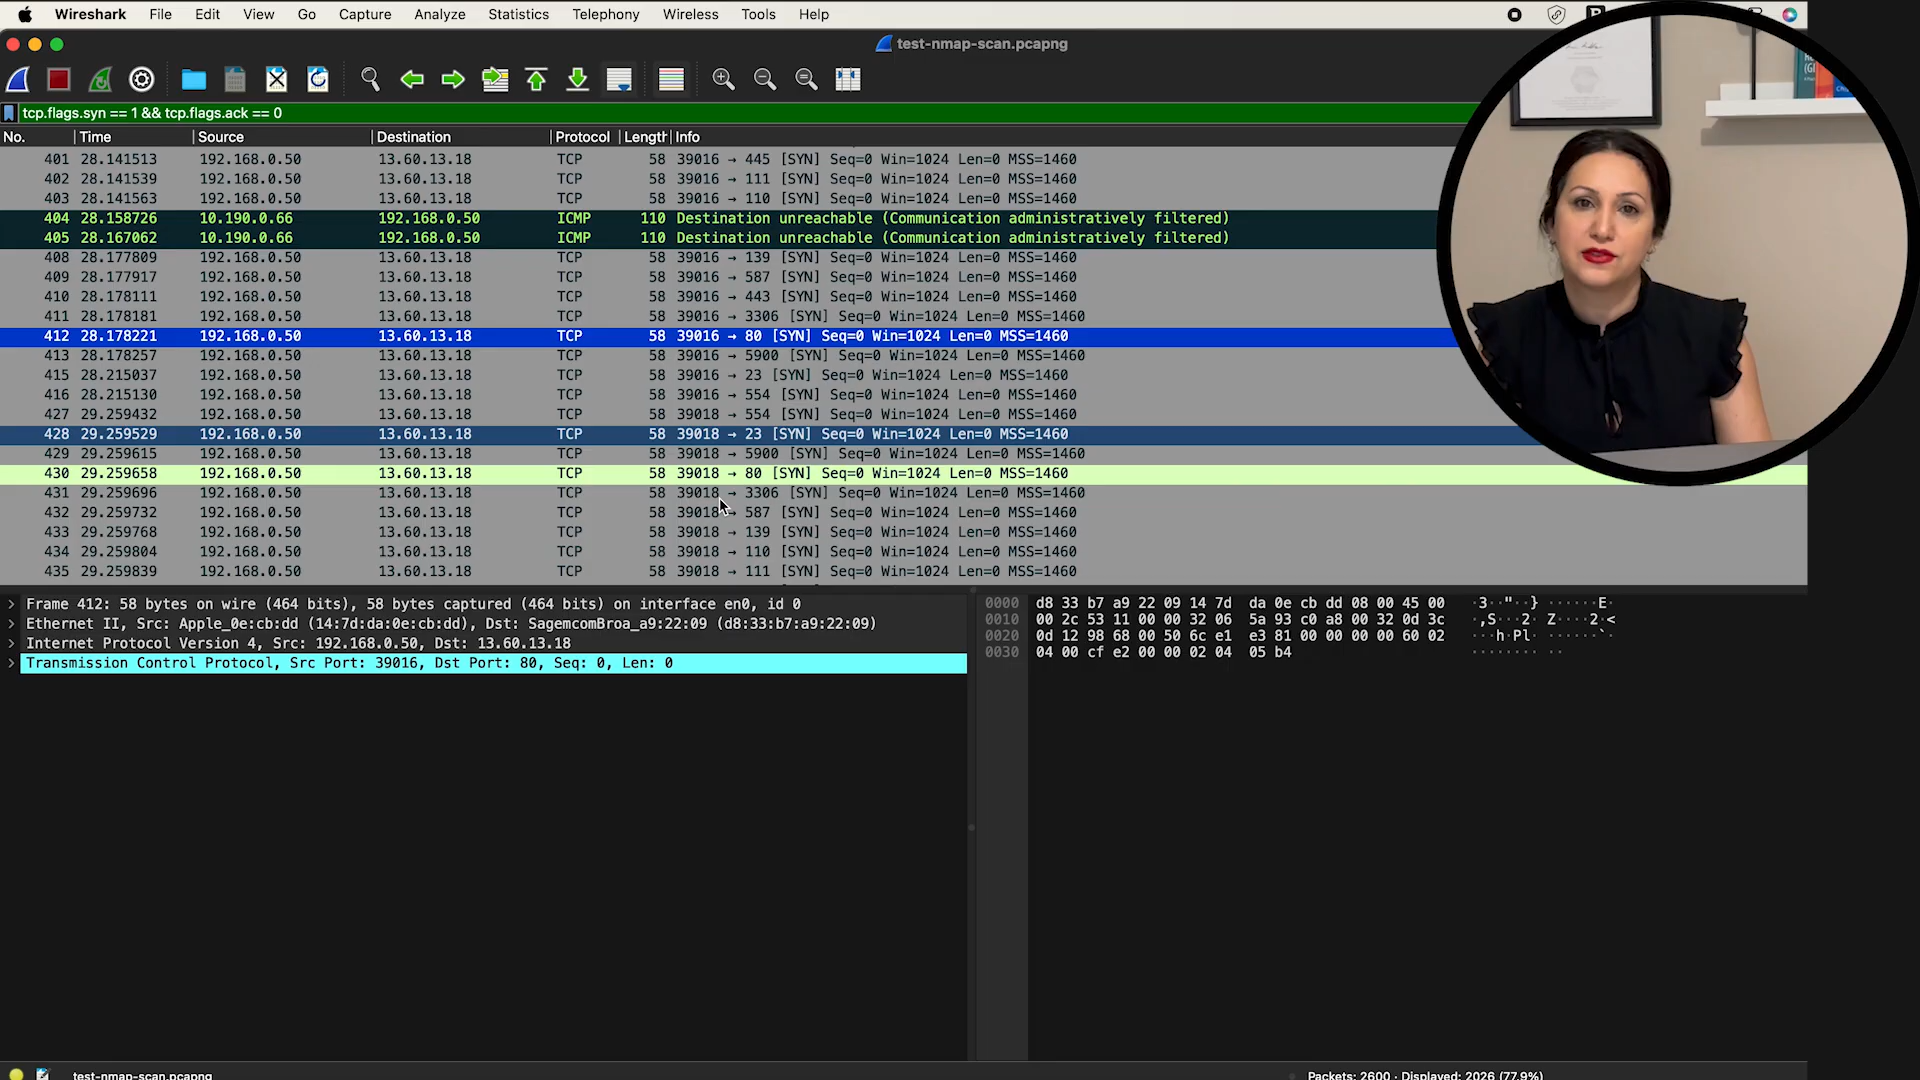 Wireshark File Edit View Go Capture Analyze Statistics Telephony Wireless Tools Help
test-nmap-scan.pcapng
tcp.flags.syn == 1 && tcp.flags.ack == 0
No. Time Source Destination Protocol Length Info
401 28.141513 192.168.0.50 13.60.13.18 TCP 58 39016 → 445 [SYN] Seq=0 Win=1024 Len=0 MSS=1460
402 28.141539 192.168.0.50 13.60.13.18 TCP 58 39016 → 111 [SYN] Seq=0 Win=1024 Len=0 MSS=1460
403 28.141563 192.168.0.50 13.60.13.18 TCP 58 39016 → 110 [SYN] Seq=0 Win=1024 Len=0 MSS=1460
404 28.158726 10.190.0.66 192.168.0.50 ICMP 110 Destination unreachable (Communication administratively filtered)
405 28.167062 10.190.0.66 192.168.0.50 ICMP 110 Destination unreachable (Communication administratively filtered)
408 28.177809 192.168.0.50 13.60.13.18 TCP 58 39016 → 139 [SYN] Seq=0 Win=1024 Len=0 MSS=1460
409 28.177917 192.168.0.50 13.60.13.18 TCP 58 39016 → 587 [SYN] Seq=0 Win=1024 Len=0 MSS=1460
410 28.178111 192.168.0.50 13.60.13.18 TCP 58 39016 → 443 [SYN] Seq=0 Win=1024 Len=0 MSS=1460
411 28.178181 192.168.0.50 13.60.13.18 TCP 58 39016 → 3306 [SYN] Seq=0 Win=1024 Len=0 MSS=1460
412 28.178221 192.168.0.50 13.60.13.18 TCP 58 39016 → 80 [SYN] Seq=0 Win=1024 Len=0 MSS=1460
413 28.178257 192.168.0.50 13.60.13.18 TCP 58 39016 → 5900 [SYN] Seq=0 Win=1024 Len=0 MSS=1460
415 28.215037 192.168.0.50 13.60.13.18 TCP 58 39016 → 23 [SYN] Seq=0 Win=1024 Len=0 MSS=1460
416 28.215130 192.168.0.50 13.60.13.18 TCP 58 39016 → 554 [SYN] Seq=0 Win=1024 Len=0 MSS=1460
427 29.259432 192.168.0.50 13.60.13.18 TCP 58 39018 → 554 [SYN] Seq=0 Win=1024 Len=0 MSS=1460
428 29.259529 192.168.0.50 13.60.13.18 TCP 58 39018 → 23 [SYN] Seq=0 Win=1024 Len=0 MSS=1460
429 29.259615 192.168.0.50 13.60.13.18 TCP 58 39018 → 5900 [SYN] Seq=0 Win=1024 Len=0 MSS=1460
430 29.259658 192.168.0.50 13.60.13.18 TCP 58 39018 → 80 [SYN] Seq=0 Win=1024 Len=0 MSS=1460
431 29.259696 192.168.0.50 13.60.13.18 TCP 58 39018 → 3306 [SYN] Seq=0 Win=1024 Len=0 MSS=1460
432 29.259732 192.168.0.50 13.60.13.18 TCP 58 39018 → 587 [SYN] Seq=0 Win=1024 Len=0 MSS=1460
433 29.259768 192.168.0.50 13.60.13.18 TCP 58 39018 → 139 [SYN] Seq=0 Win=1024 Len=0 MSS=1460
434 29.259804 192.168.0.50 13.60.13.18 TCP 58 39018 → 110 [SYN] Seq=0 Win=1024 Len=0 MSS=1460
435 29.259839 192.168.0.50 13.60.13.18 TCP 58 39018 → 111 [SYN] Seq=0 Win=1024 Len=0 MSS=1460
Frame 412: 58 bytes on wire (464 bits), 58 bytes captured (464 bits) on interface en0, id 0
Ethernet II, Src: Apple_0e:cb:dd (14:7d:da:0e:cb:dd), Dst: SagemcomBroa_a9:22:09 (d8:33:b7:a9:22:09)
Internet Protocol Version 4, Src: 192.168.0.50, Dst: 13.60.13.18
Transmission Control Protocol, Src Port: 39016, Dst Port: 80, Seq: 0, Len: 0
0000 d8 33 b7 a9 22 09 14 7d da 0e cb dd 08 00 45 00 ·3··"··} ······E·
0010 00 2c 53 11 00 00 32 06 5a 93 c0 a8 00 32 0d 3c ·,S···2· Z····2·<
0020 0d 12 98 68 00 50 6c e1 e3 81 00 00 00 00 60 02 ···h·Pl· ······`·
0030 04 00 cf e2 00 00 02 04 05 b4 ········ ··
test-nmap-scan.pcapng
Packets: 2600 · Displayed: 2026 (77.9%)